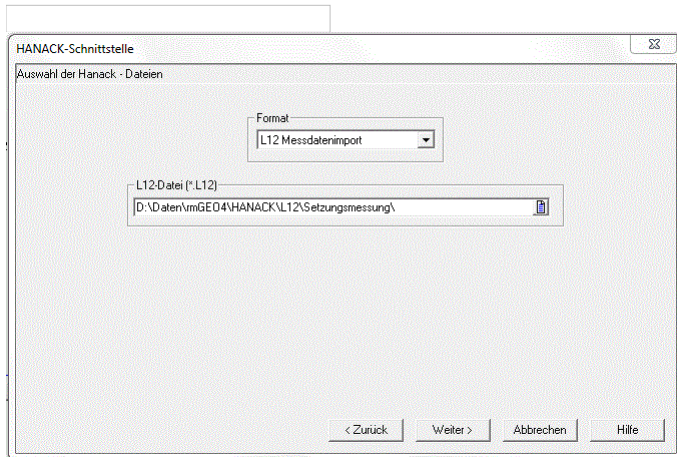 HANACK-Schnittstelle
Auswahl der Hanack - Dateien
Format
L12 Messdatenimport
L12-Datei (*.L12)
D:\Daten\rmGEO4\HANACK\L12\Setzungsmessung\
< Zurück
Weiter >
Abbrechen
Hilfe